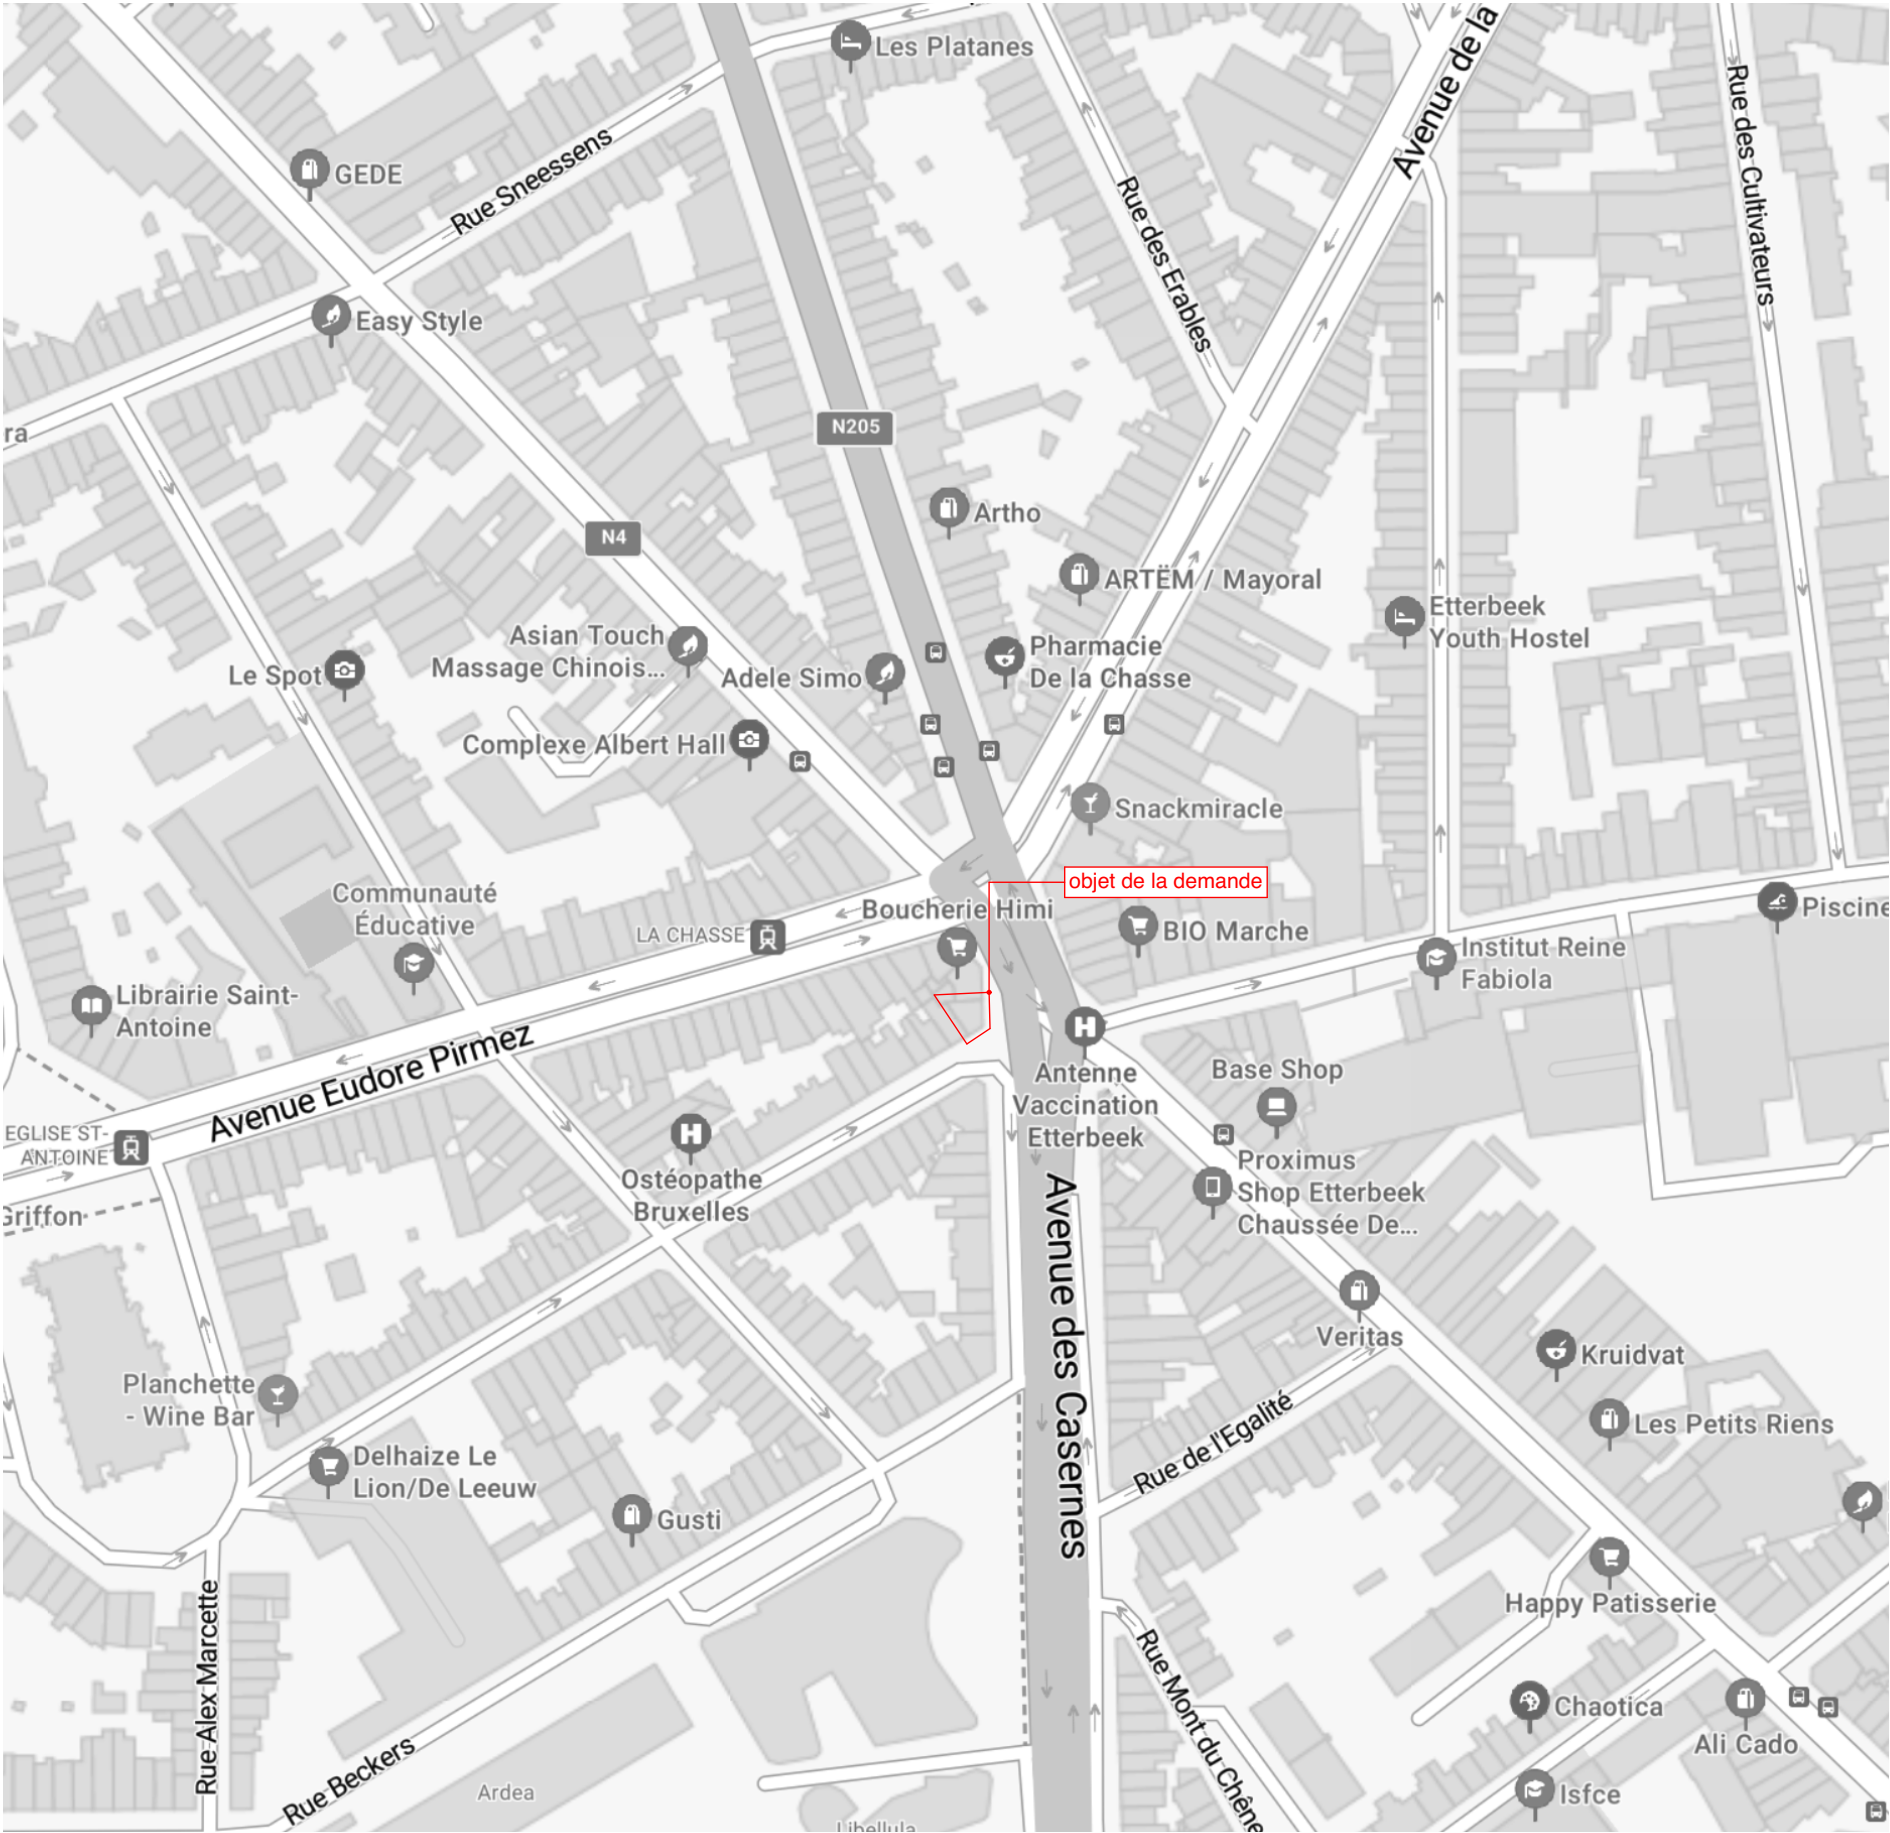 Les Platanes
Avenue de la
Rue des Cultivateurs
GEDE
Rue Sneessens
Rue des Erables
Easy Style
ra
N205
Artho
N4
ARTËM / Mayoral
Etterbeek
Youth Hostel
Asian Touch
Massage Chinois...
Le Spot
Adele Simo
Pharmacie
De la Chasse
Complexe Albert Hall
Snackmiracle
objet de la demande
Communauté
Éducative
Boucherie Himi
LA CHASSE
BIO Marche
Piscine
Institut Reine
Fabiola
Librairie Saint-
Antoine
Avenue Eudore Pirmez
Antenne
Vaccination
Etterbeek
Base Shop
EGLISE ST-
ANTOINE
Ostéopathe
Bruxelles
Proximus
Shop Etterbeek
Chaussée De...
Griffon
Avenue des Casernes
Veritas
Kruidvat
Planchette
- Wine Bar
Les Petits Riens
Rue de l'Egalité
Delhaize Le
Lion/De Leeuw
Gusti
Happy Patisserie
Rue Alex Marcette
Rue Mont du Chêne
Chaotica
Ali Cado
Rue Beckers
Ardea
Isfce
Libellula